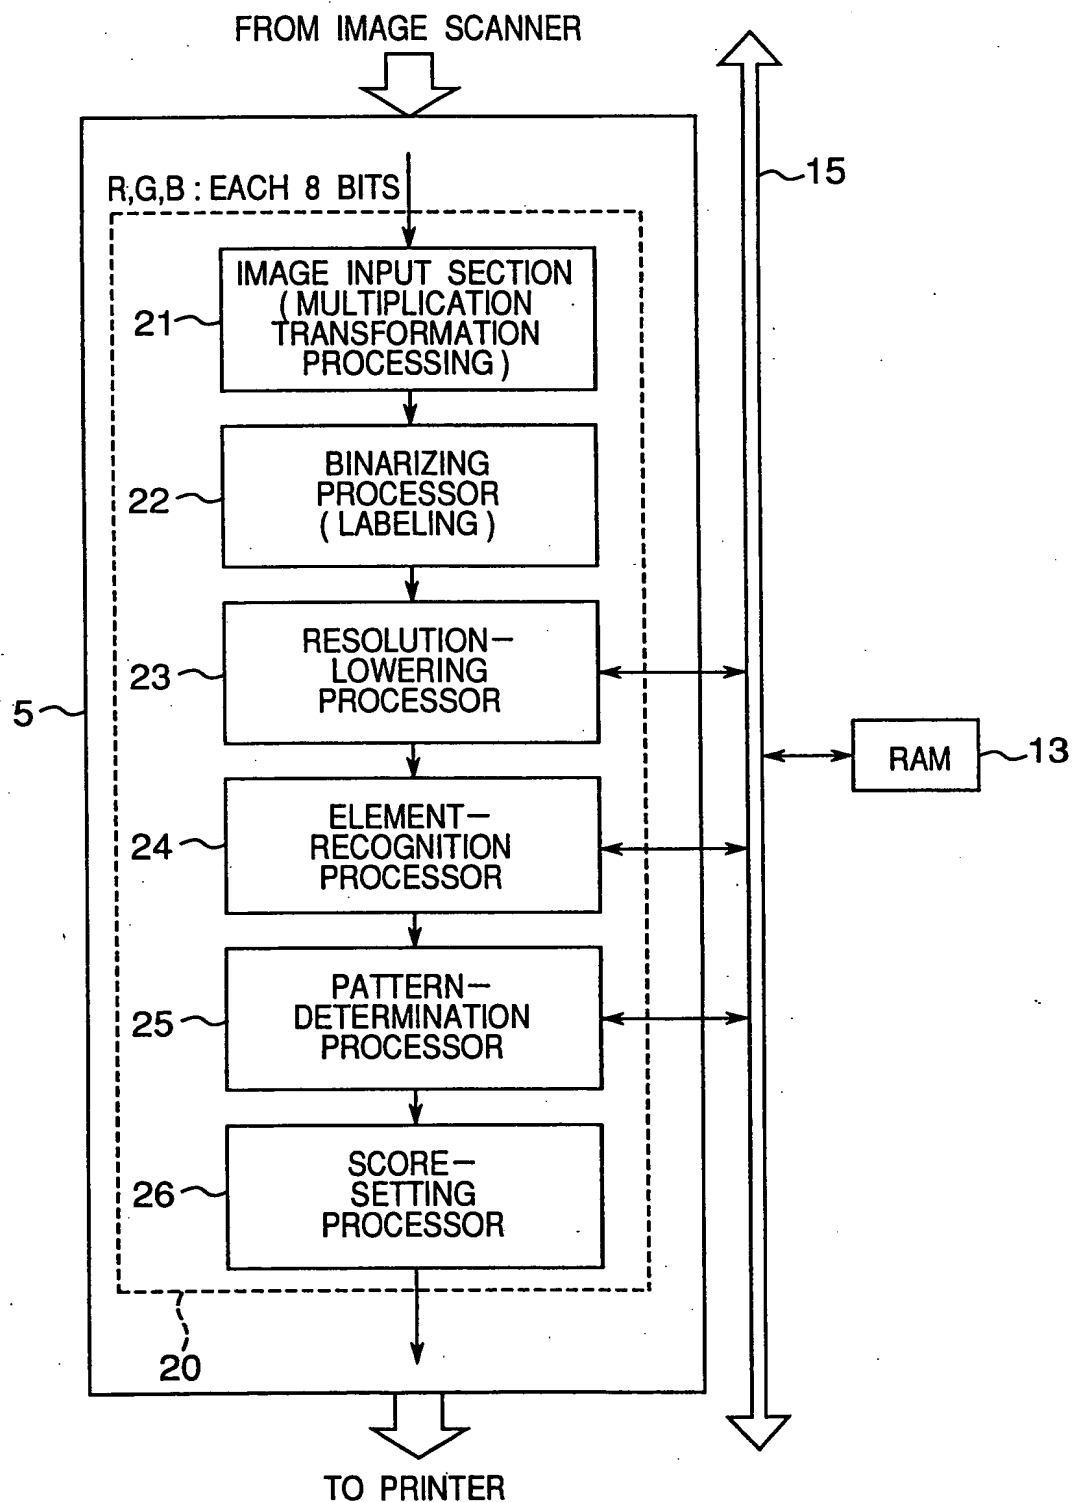 FROM IMAGE SCANNER
15
R,G,B : EACH 8 BITS
IMAGE INPUT SECTION
( MULTIPLICATION
TRANSFORMATION
PROCESSING )
21
BINARIZING
PROCESSOR
( LABELING )
22
RESOLUTION—
LOWERING
PROCESSOR
23
5
RAM
13
ELEMENT—
RECOGNITION
PROCESSOR
24
PATTERN—
DETERMINATION
PROCESSOR
25
SCORE—
SETTING
PROCESSOR
26
20
TO PRINTER